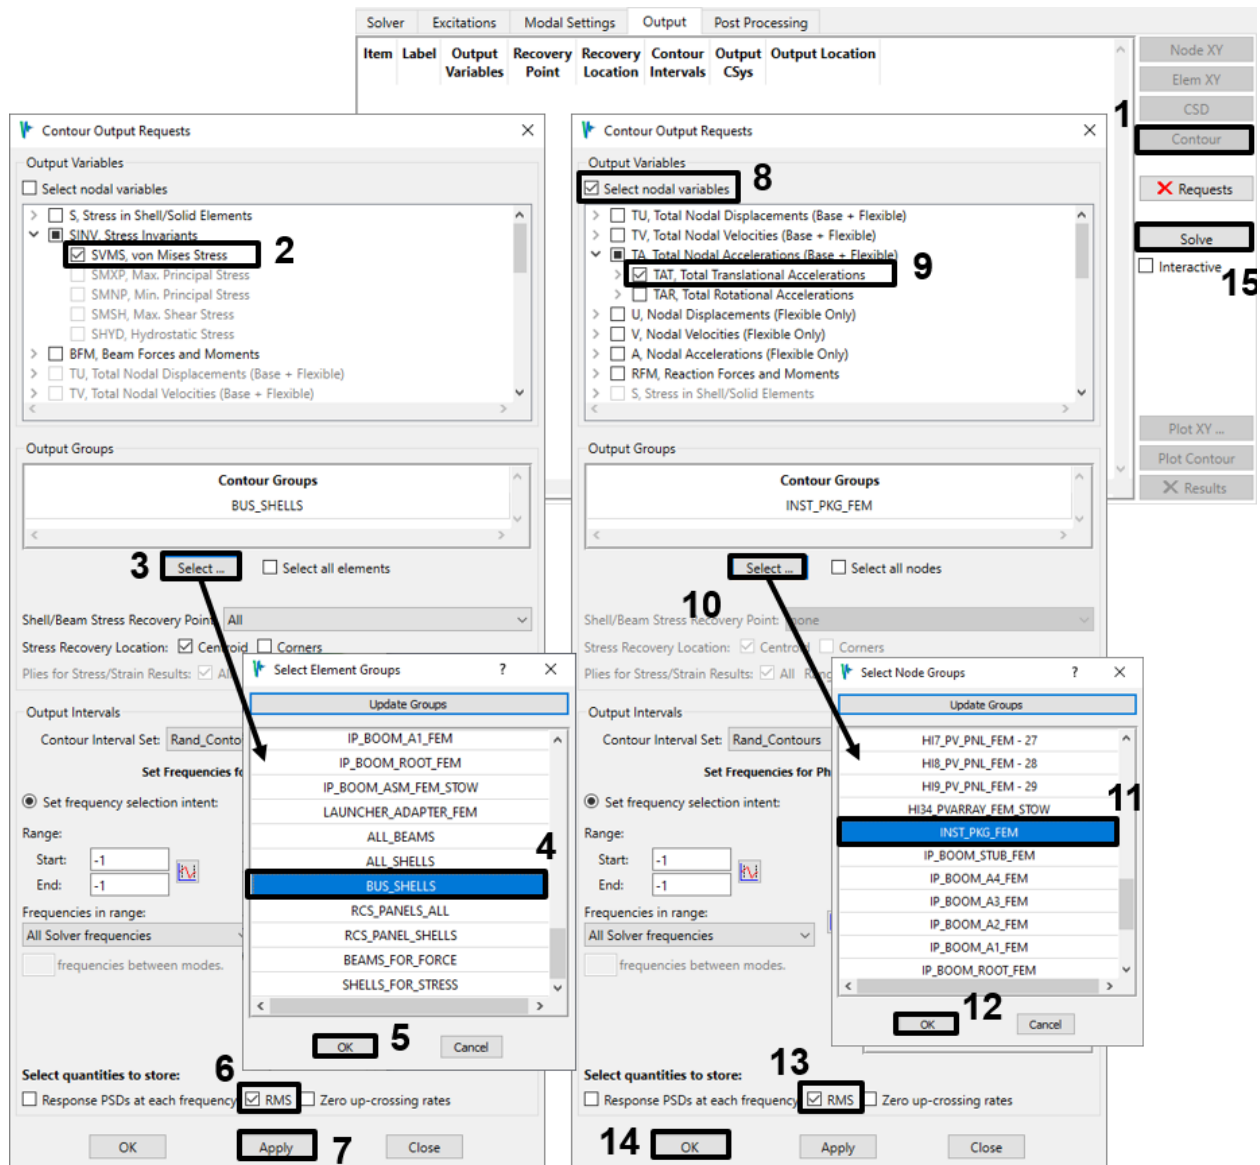 Solver Excitations Modal Settings Output Post Processing
Item Label Output Variables Recovery Point Recovery Location Contour Intervals Output CSys Output Location
Node XY
Elem XY
CSD
1
Contour
Requests
Solve
Interactive
15
Plot XY ...
Plot Contour
Results
Contour Output Requests
Output Variables
Select nodal variables
S, Stress in Shell/Solid Elements
SINV, Stress Invariants
SVMS, von Mises Stress
2
SMXP, Max. Principal Stress
SMNP, Min. Principal Stress
SMSH, Max. Shear Stress
SHYD, Hydrostatic Stress
BFM, Beam Forces and Moments
TU, Total Nodal Displacements (Base + Flexible)
TV, Total Nodal Velocities (Base + Flexible)
Output Groups
Contour Groups
BUS_SHELLS
3
Select ...
Select all elements
Shell/Beam Stress Recovery Point: All
Stress Recovery Location: Centroid Corners
Plies for Stress/Strain Results:
Output Intervals
Contour Interval Set:
Set Frequencies
Set frequency selection intent:
Range:
Start: -1
End: -1
Frequencies in range:
All Solver frequencies
frequencies between modes.
Select Element Groups ?
Update Groups
IP_BOOM_A1_FEM
IP_BOOM_ROOT_FEM
IP_BOOM_ASM_FEM_STOW
LAUNCHER_ADAPTER_FEM
ALL_BEAMS
4
ALL_SHELLS
BUS_SHELLS
RCS_PANELS_ALL
RCS_PANEL_SHELLS
BEAMS_FOR_FORCE
SHELLS_FOR_STRESS
OK
5
Cancel
6
Select quantities to store:
Response PSDs at each frequency RMS Zero up-crossing rates
OK Apply 7 Close
Contour Output Requests
Output Variables
Select nodal variables
8
TU, Total Nodal Displacements (Base + Flexible)
TV, Total Nodal Velocities (Base + Flexible)
TA, Total Nodal Accelerations (Base + Flexible)
TAT, Total Translational Accelerations
9
TAR, Total Rotational Accelerations
U, Nodal Displacements (Flexible Only)
V, Nodal Velocities (Flexible Only)
A, Nodal Accelerations (Flexible Only)
RFM, Reaction Forces and Moments
S, Stress in Shell/Solid Elements
Output Groups
Contour Groups
INST_PKG_FEM
Select ...
Select all nodes
10
Shell/Beam Stress Recovery Point: none
Stress Recovery Location: Centroid Corners
Plies for Stress/Strain Results: All
Output Intervals
Contour Interval Set: Rand_Contours
Set Frequencies for
Set frequency selection intent:
Range:
Start: -1
End: -1
Frequencies in range:
All Solver frequencies
frequencies between modes.
Select Node Groups ?
Update Groups
HI7_PV_PNL_FEM - 27
HI8_PV_PNL_FEM - 28
HI9_PV_PNL_FEM - 29
HI34_PVARRAY_FEM_STOW
11
INST_PKG_FEM
IP_BOOM_STUB_FEM
IP_BOOM_A4_FEM
IP_BOOM_A3_FEM
IP_BOOM_A2_FEM
IP_BOOM_A1_FEM
IP_BOOM_ROOT_FEM
OK
12
Cancel
13
Select quantities to store:
Response PSDs at each frequency RMS Zero up-crossing rates
14 OK Apply Close